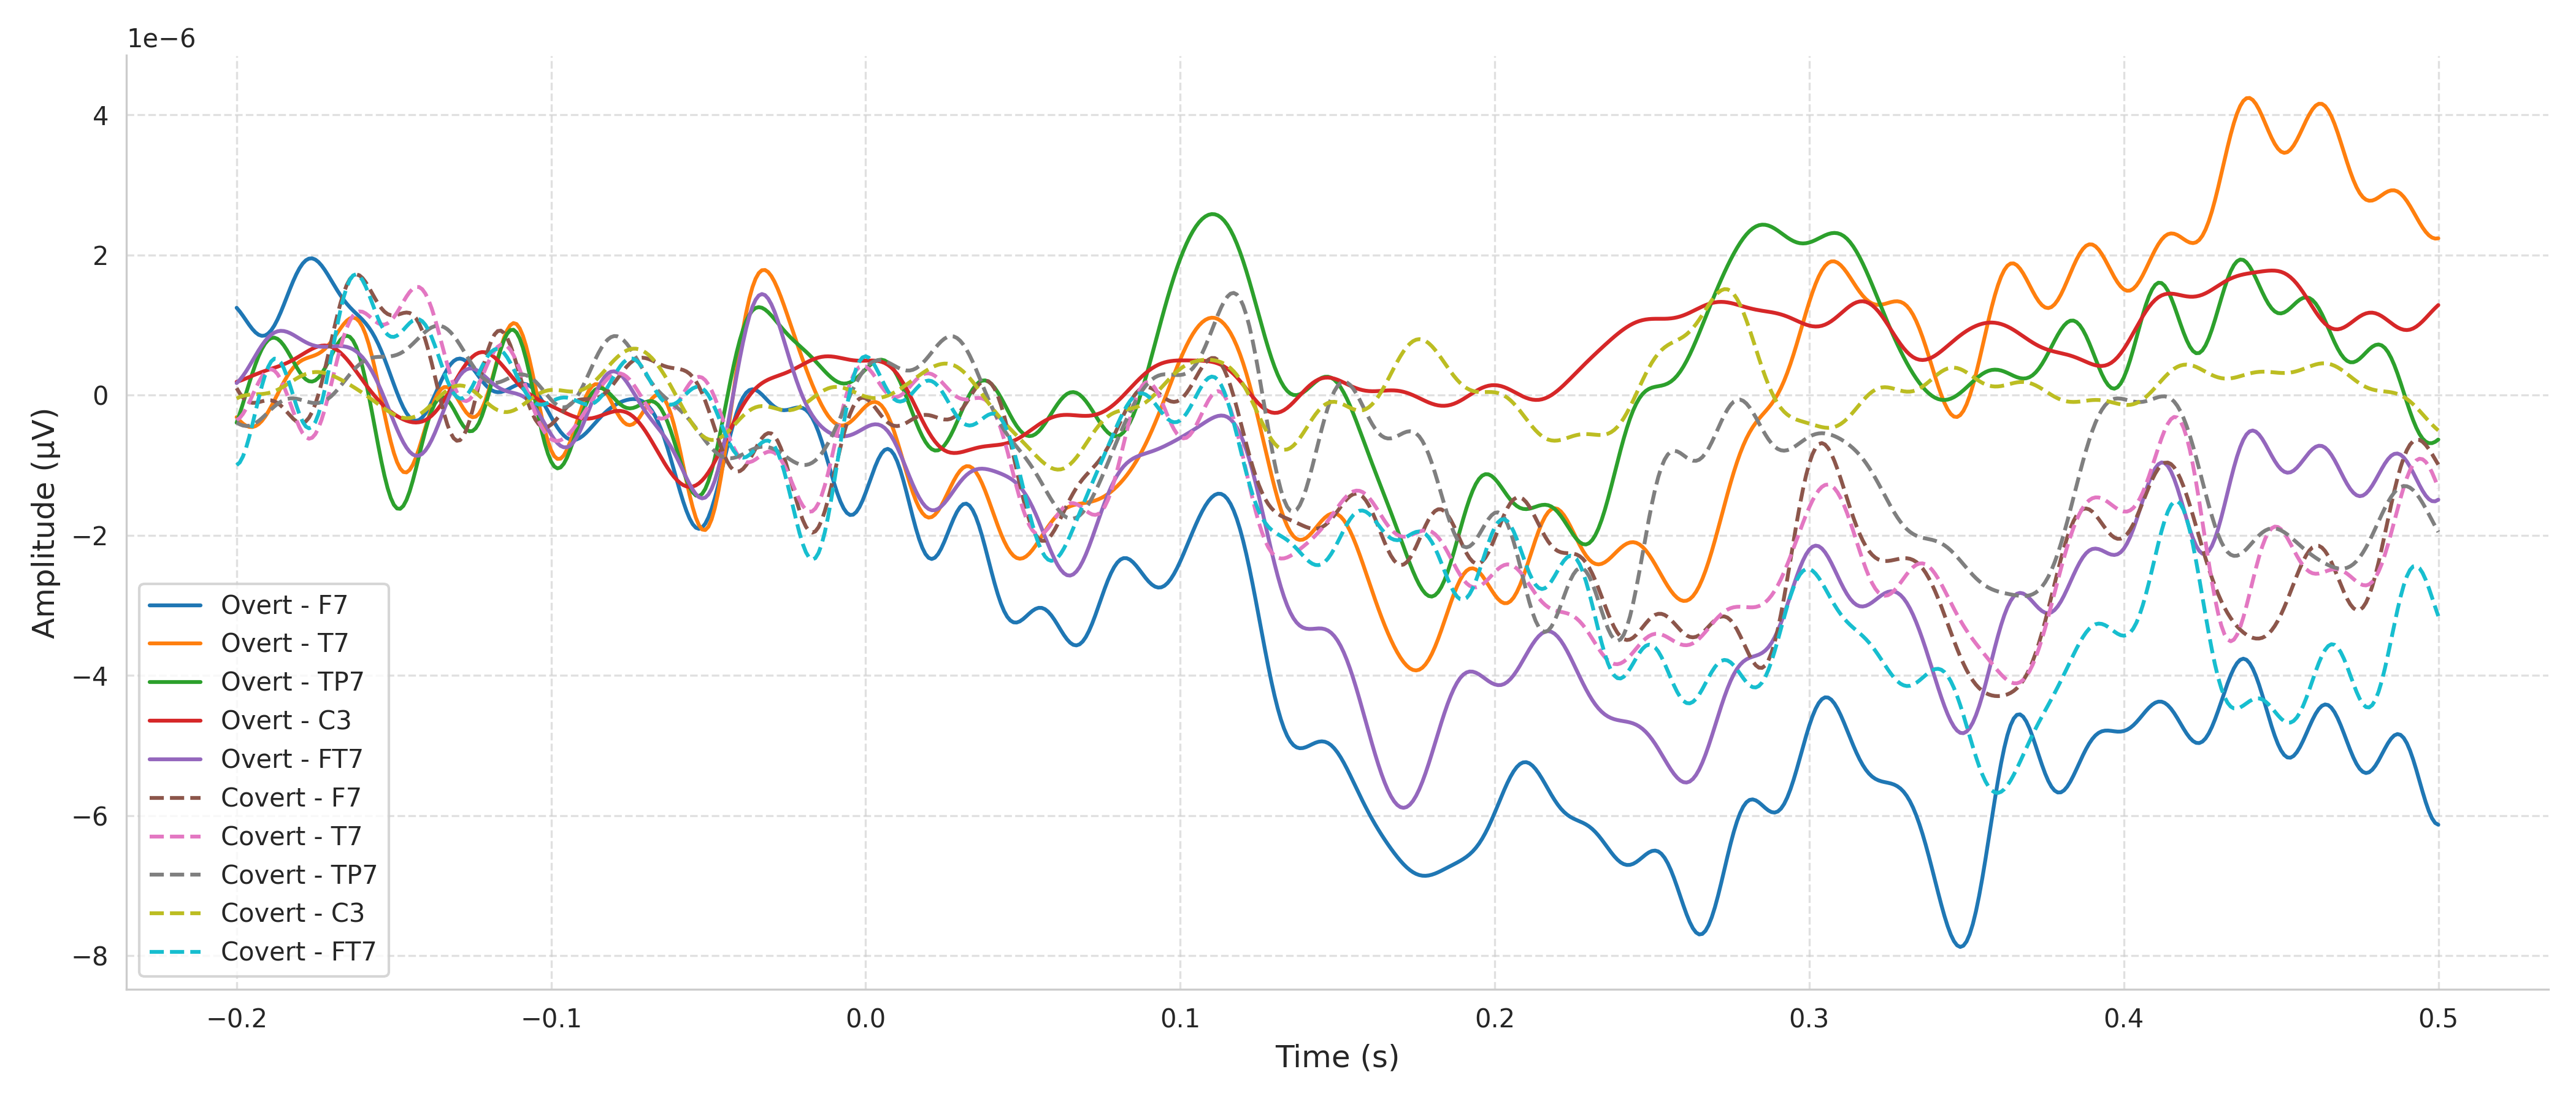 1e−6
4
2
0
−2
−4
−6
−8
Amplitude (μV)
Overt - F7
Overt - T7
Overt - TP7
Overt - C3
Overt - FT7
Covert - F7
Covert - T7
Covert - TP7
Covert - C3
Covert - FT7
−0.2 −0.1 0.0 0.1 0.2 0.3 0.4 0.5
Time (s)